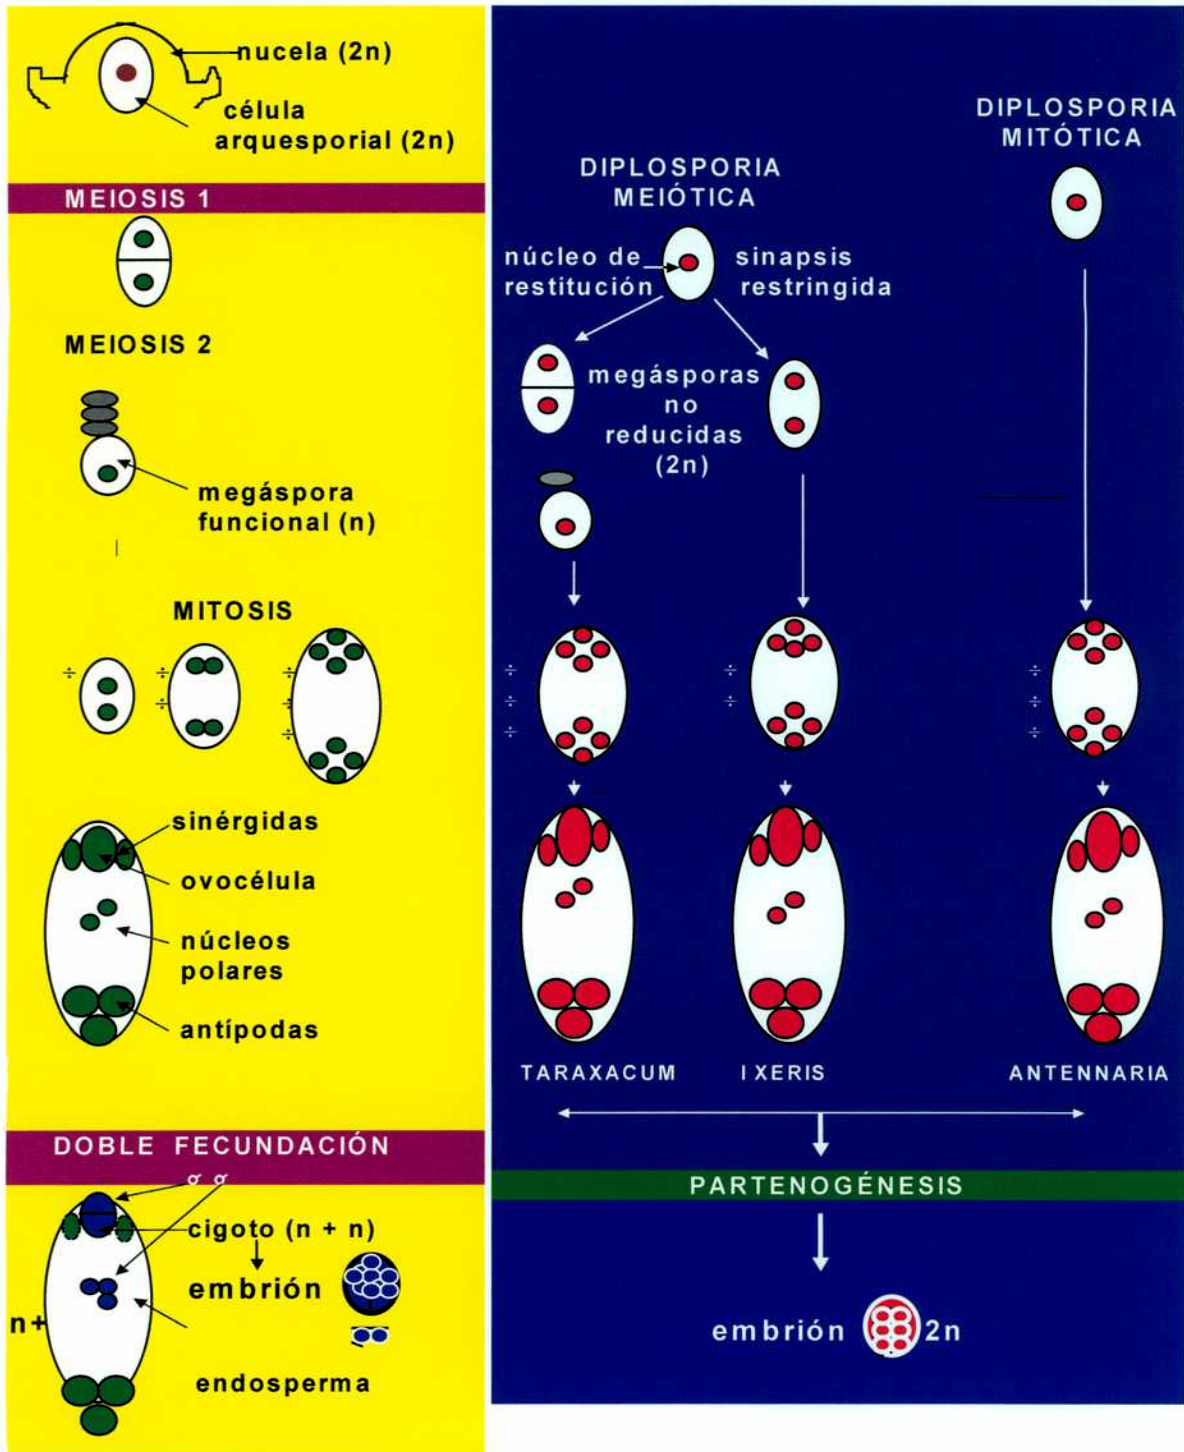 nucela (2n)
célula
arquesporial (2n)
MEIOSIS 1
MEIOSIS 2
megáspora
funcional (n)
MITOSIS
÷
÷
÷
÷
÷
÷
sinérgidas
ovocélula
núcleos
polares
antípodas
DOBLE FECUNDACIÓN
♂ ♂
cigoto (n + n)
embrión
n+
endosperma
DIPLOSPORIA
MEIÓTICA
DIPLOSPORIA
MITÓTICA
núcleo de
restitución
sinapsis
restringida
megásporas
no
reducidas
(2n)
÷
÷
÷
÷
÷
÷
÷
÷
TARAXACUM
IXERIS
ANTENNARIA
PARTENOGÉNESIS
embrión
2n